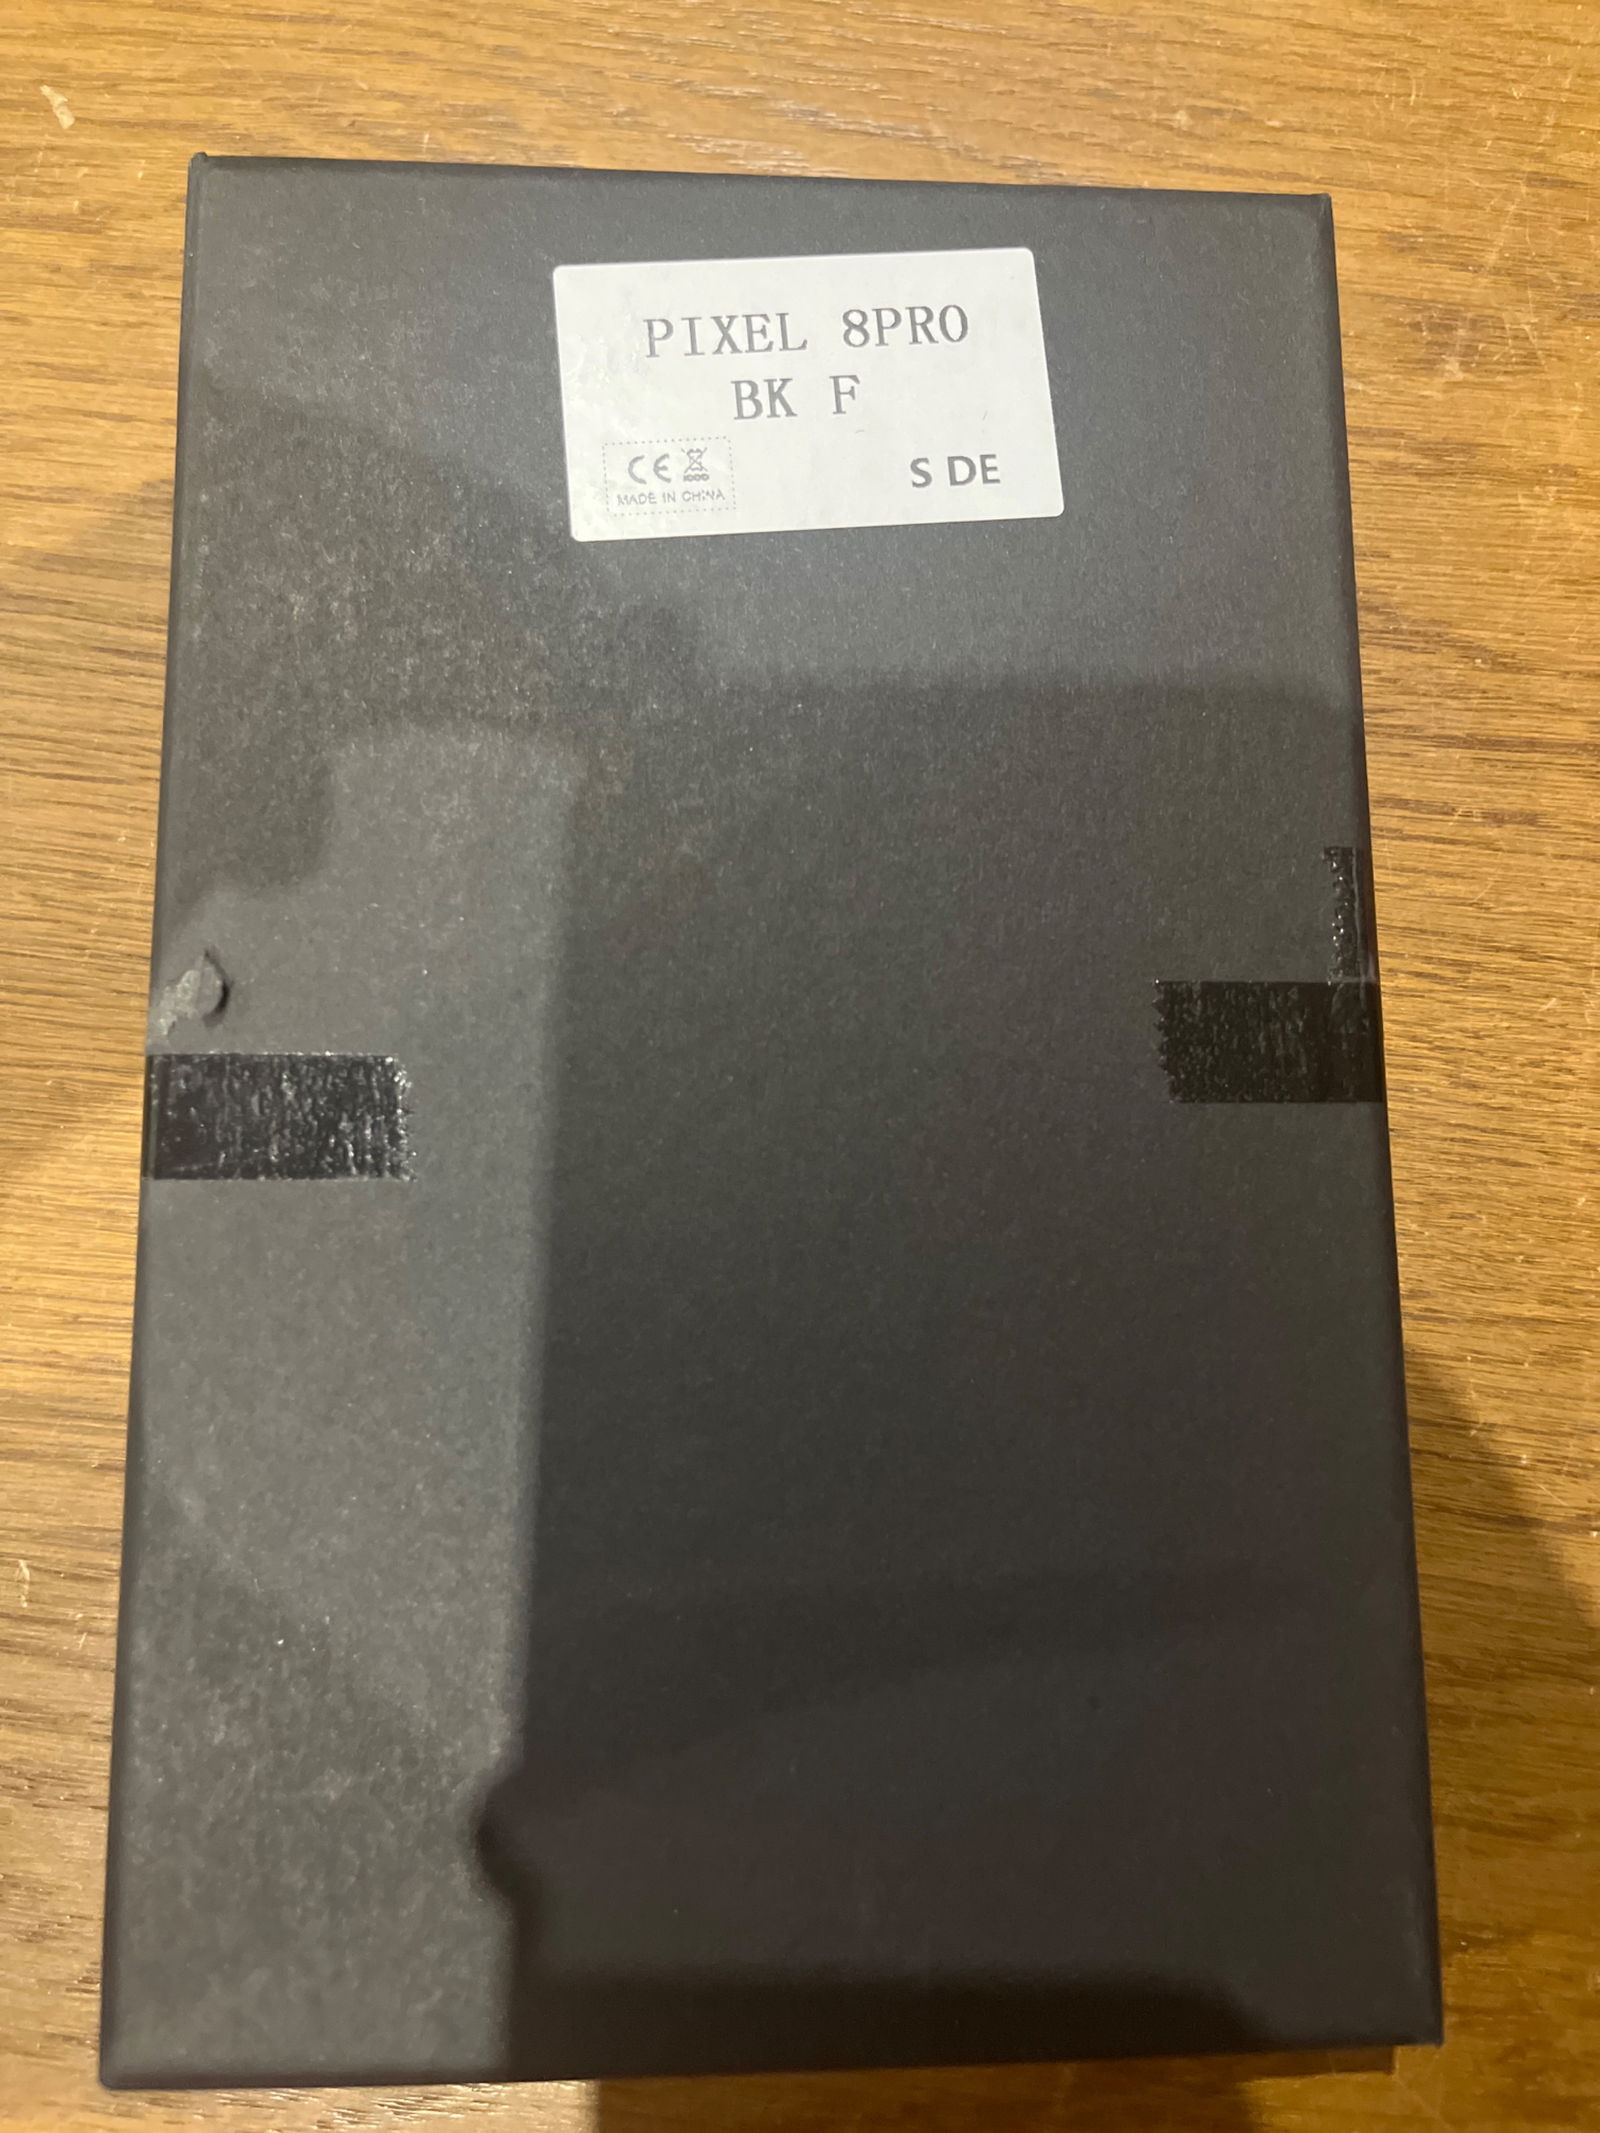 PIXEL 8PRO
BK F
CE
MADE IN CHINA
S DE